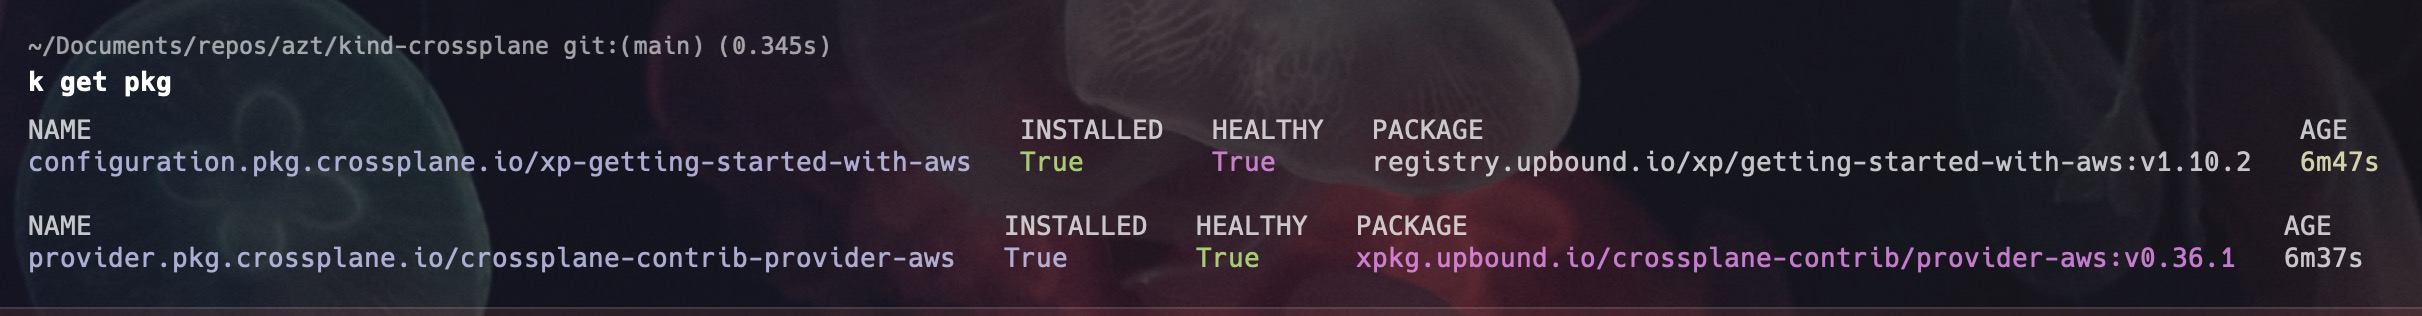 ~/Documents/repos/azt/kind-crossplane git:(main) (0.345s)
k get pkg
NAME INSTALLED HEALTHY PACKAGE AGE
configuration.pkg.crossplane.io/xp-getting-started-with-aws True True registry.upbound.io/xp/getting-started-with-aws:v1.10.2 6m47s
NAME INSTALLED HEALTHY PACKAGE AGE
provider.pkg.crossplane.io/crossplane-contrib-provider-aws True True xpkg.upbound.io/crossplane-contrib/provider-aws:v0.36.1 6m37s